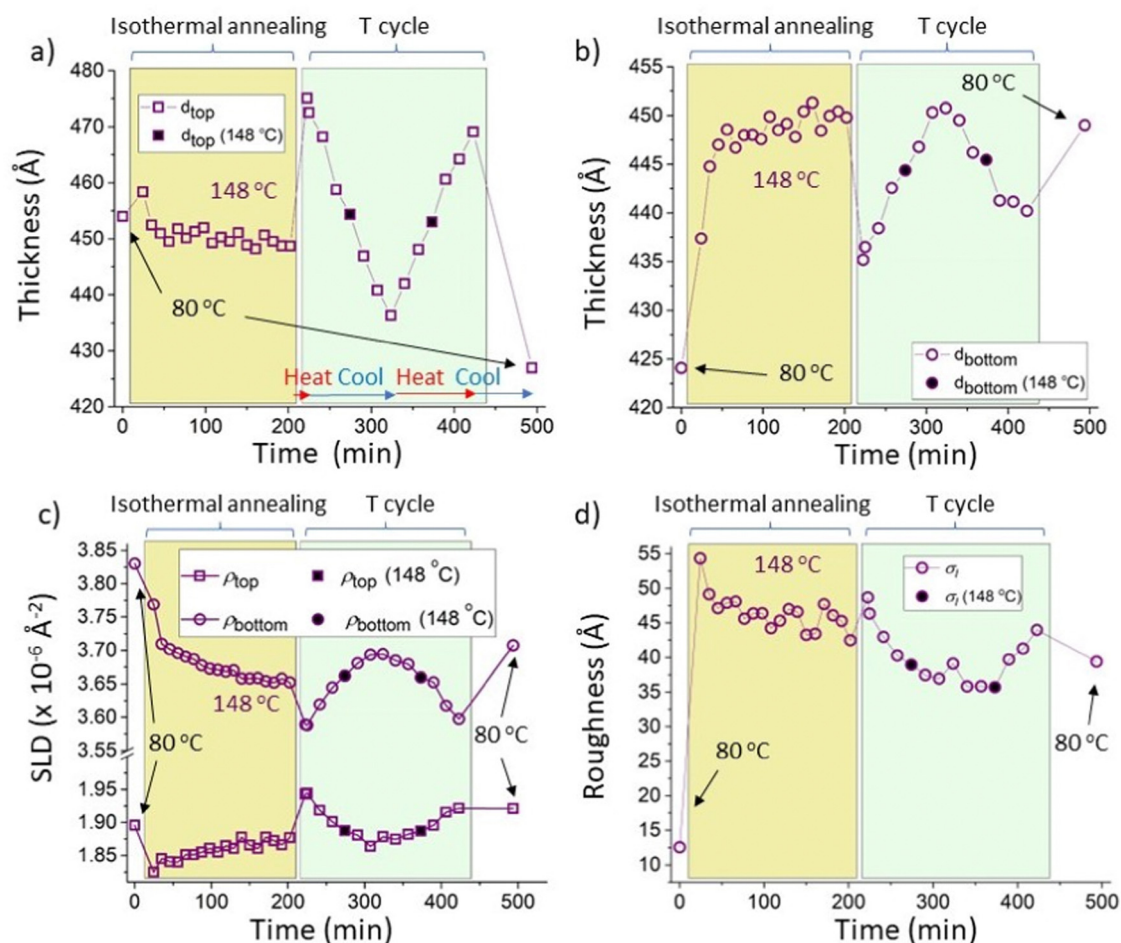 a)
Isothermal annealing T cycle
480
470
460
450
440
430
420
Thickness (Å)
d_top
d_top (148 °C)
148 °C
80 °C
Heat Cool Heat Cool
0 100 200 300 400 500
Time (min)
b)
Isothermal annealing T cycle
455
450
445
440
435
430
425
420
Thickness (Å)
80 °C
148 °C
80 °C
d_bottom
d_bottom (148 °C)
0 100 200 300 400 500
Time (min)
c)
Isothermal annealing T cycle
3.85
3.80
3.75
3.70
3.65
3.60
3.55
1.95
1.90
1.85
SLD (x 10⁻⁶ Å⁻²)
ρ_top ρ_top (148 °C)
ρ_bottom ρ_bottom (148 °C)
148 °C
80 °C
80 °C
0 100 200 300 400 500
Time (min)
d)
Isothermal annealing T cycle
55
50
45
40
35
30
25
20
15
10
Roughness (Å)
148 °C
σ_I
σ_I (148 °C)
80 °C
80 °C
0 100 200 300 400 500
Time (min)